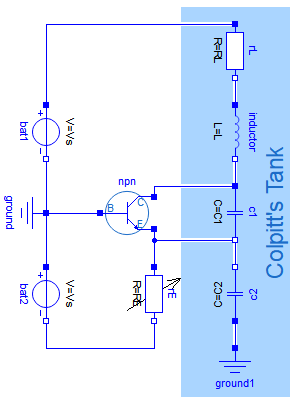 rL
R=RL
inductor
L=L
bat1
V=Vs
npn
C
B
E
c1
C=C1
ground
Colpitt's Tank
bat2
V=Vs
rE
R=RE
c2
C=C2
ground1